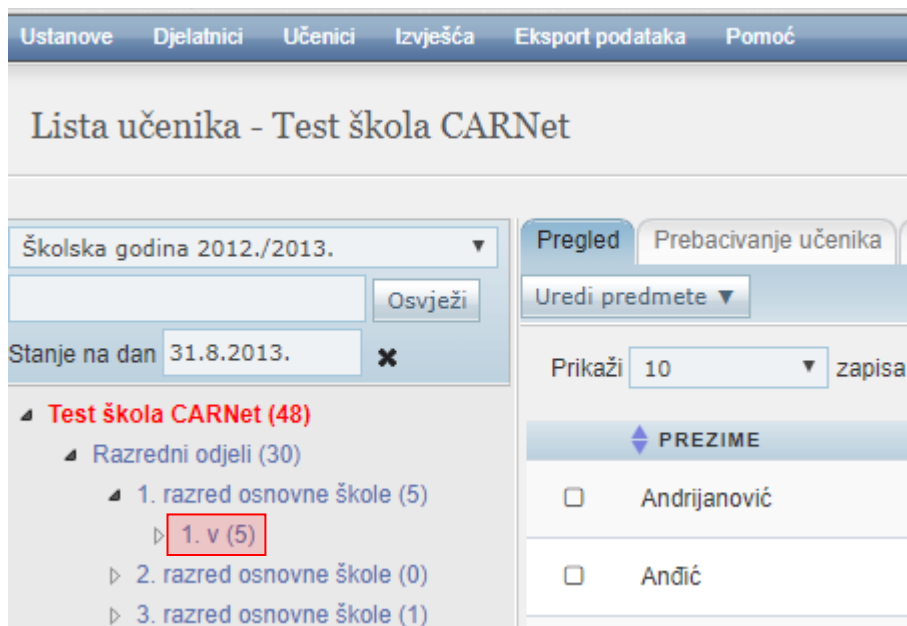 Ustanove Djelatnici Učenici Izvješća Eksport podataka Pomoć
Lista učenika - Test škola CARNet
Školska godina 2012./2013.
Osvježi
Stanje na dan 31.8.2013.
Test škola CARNet (48)
Razredni odjeli (30)
1. razred osnovne škole (5)
1. v (5)
2. razred osnovne škole (0)
3. razred osnovne škole (1)
Pregled Prebacivanje učenika
Uredi predmete
Prikaži 10 zapisa
PREZIME
Andrijanović
Anđić